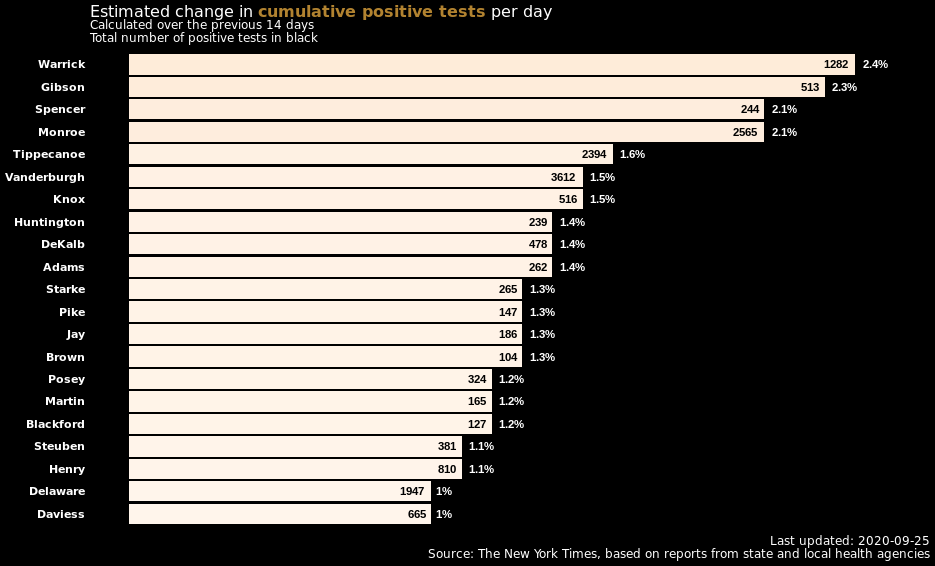 Estimated change in cumulative positive tests per day
Calculated over the previous 14 days
Total number of positive tests in black
Warrick 1282 2.4%
Gibson 513 2.3%
Spencer 244 2.1%
Monroe 2565 2.1%
Tippecanoe 2394 1.6%
Vanderburgh 3612 1.5%
Knox 516 1.5%
Huntington 239 1.4%
DeKalb 478 1.4%
Adams 262 1.4%
Starke 265 1.3%
Pike 147 1.3%
Jay 186 1.3%
Brown 104 1.3%
Posey 324 1.2%
Martin 165 1.2%
Blackford 127 1.2%
Steuben 381 1.1%
Henry 810 1.1%
Delaware 1947 1%
Daviess 665 1%
Last updated: 2020-09-25
Source: The New York Times, based on reports from state and local health agencies